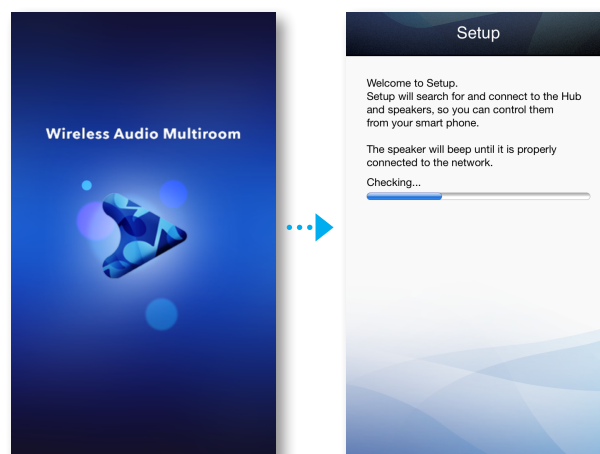 Wireless Audio Multiroom
Setup
Welcome to Setup.
Setup will search for and connect to the Hub
and speakers, so you can control them
from your smart phone.
The speaker will beep until it is properly
connected to the network.
Checking...